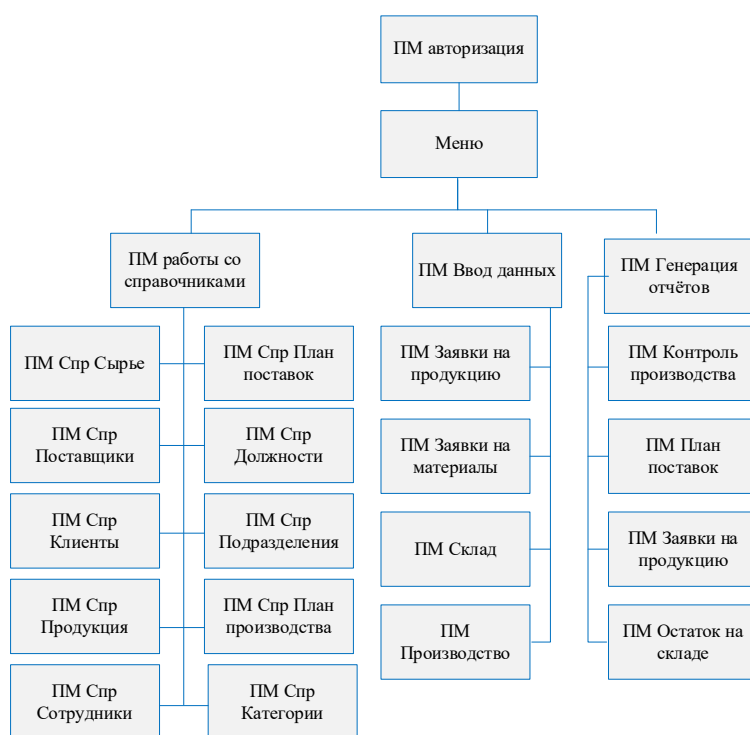 ПМ авторизация
Меню
ПМ работы со
справочниками
ПМ Ввод данных
ПМ Генерация
отчётов
ПМ Спр Сырье
ПМ Спр План
поставок
ПМ Спр
Поставщики
ПМ Спр
Должности
ПМ Спр
Клиенты
ПМ Спр
Подразделения
ПМ Спр
Продукция
ПМ Спр План
производства
ПМ Спр
Сотрудники
ПМ Спр
Категории
ПМ Заявки на
продукцию
ПМ Заявки на
материалы
ПМ Склад
ПМ
Производство
ПМ Контроль
производства
ПМ План
поставок
ПМ Заявки на
продукцию
ПМ Остаток на
складе